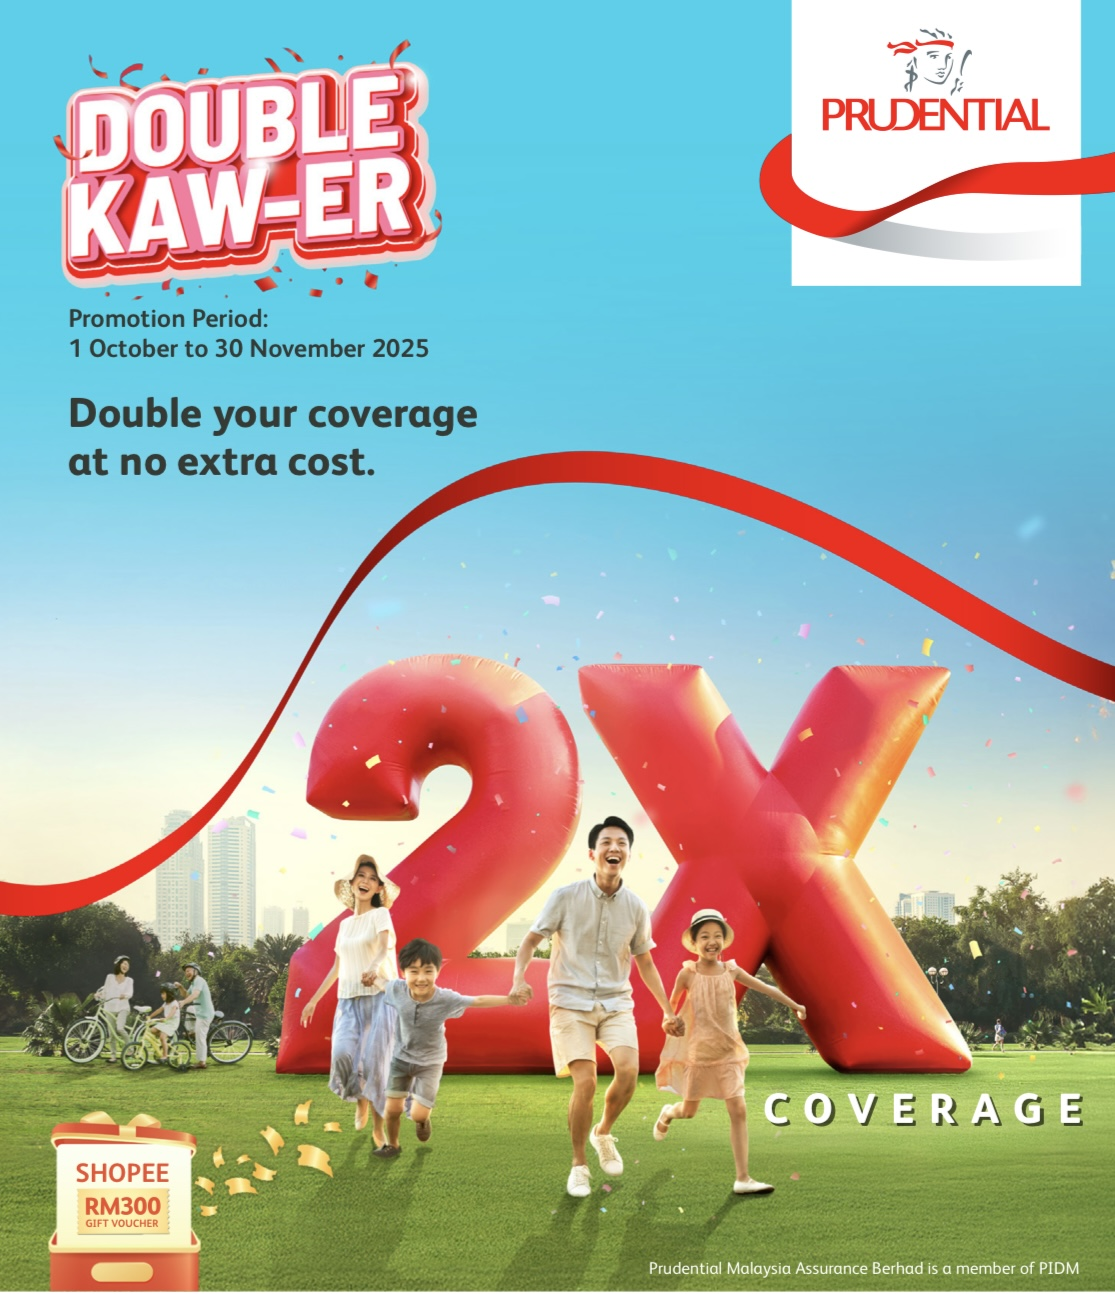 DOUBLE
KAW-ER
PRUDENTIAL
Promotion Period:
1 October to 30 November 2025
Double your coverage
at no extra cost.
2X
COVERAGE
SHOPEE
RM300
GIFT VOUCHER
Prudential Malaysia Assurance Berhad is a member of PIDM